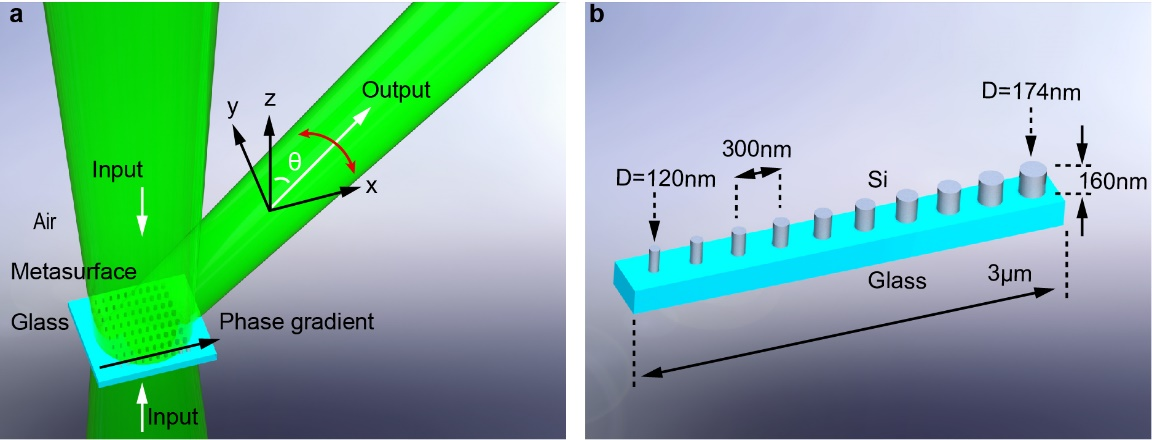 a
y
z
Output
θ
x
Input
Air
Metasurface
Glass
Phase gradient
Input
b
D=174nm
300nm
D=120nm
Si
160nm
Glass
3μm